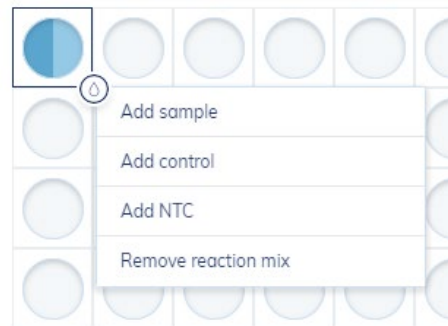 Add sample
Add control
Add NTC
Remove reaction mix